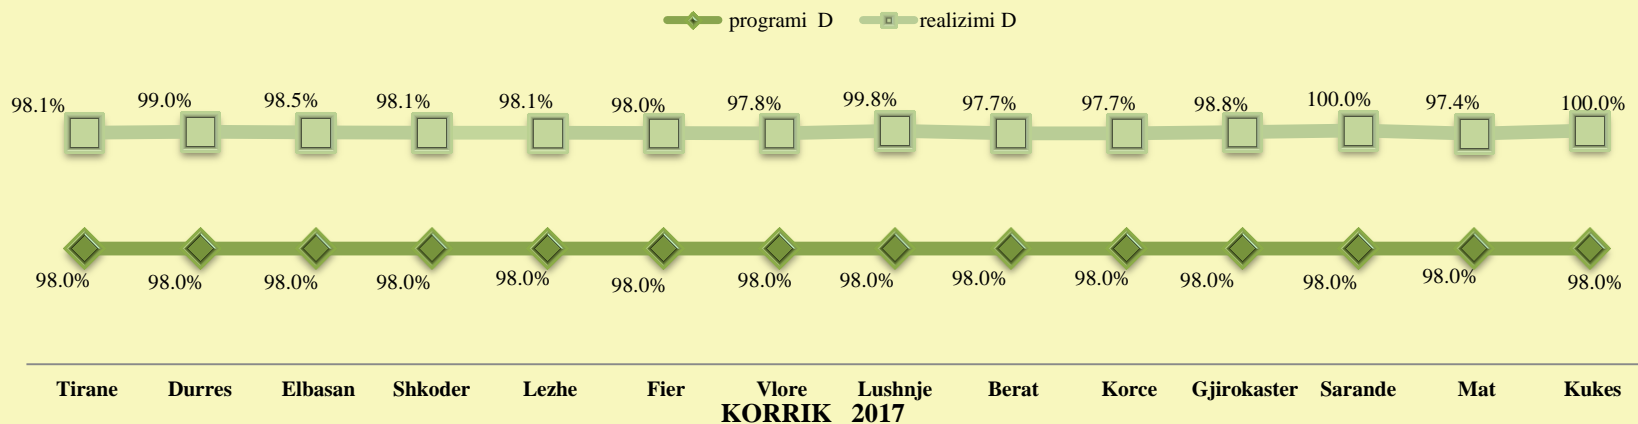 programi D realizimi D
98.1% 99.0% 98.5% 98.1% 98.1% 98.0% 97.8% 99.8% 97.7% 97.7% 98.8% 100.0% 97.4% 100.0%
98.0% 98.0% 98.0% 98.0% 98.0% 98.0% 98.0% 98.0% 98.0% 98.0% 98.0% 98.0% 98.0% 98.0%
Tirane Durres Elbasan Shkoder Lezhe Fier Vlore Lushnje Berat Korce Gjirokaster Sarande Mat Kukes
KORRIK 2017